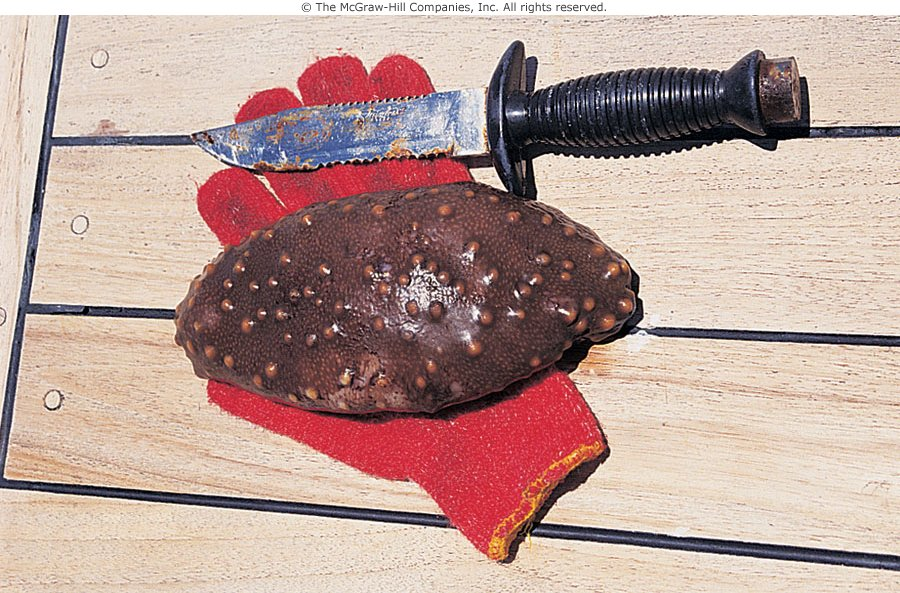 © The McGraw-Hill Companies, Inc. All rights reserved.